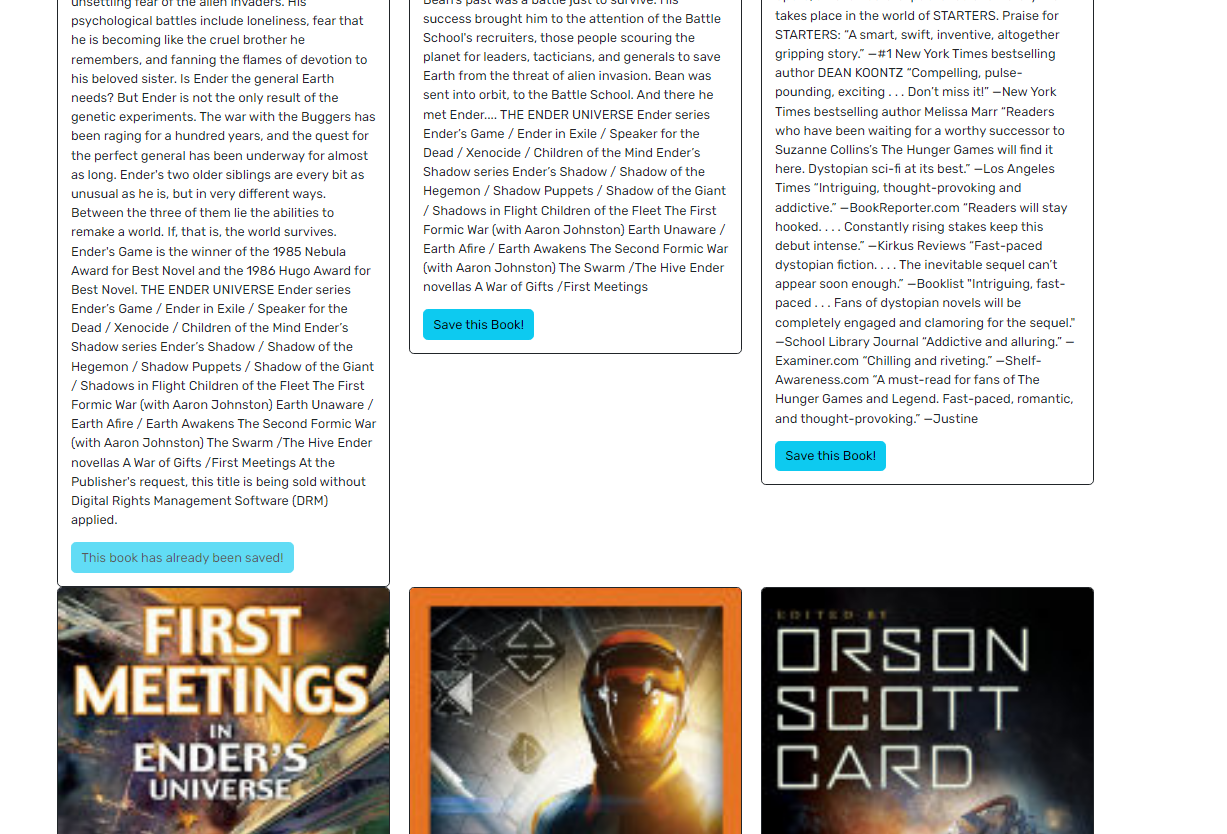 unsettling fear of the alien invaders. His
psychological battles include loneliness, fear that
he is becoming like the cruel brother he
remembers, and fanning the flames of devotion to
his beloved sister. Is Ender the general Earth
needs? But Ender is not the only result of the
genetic experiments. The war with the Buggers has
been raging for a hundred years, and the quest for
the perfect general has been underway for almost
as long. Ender's two older siblings are every bit as
unusual as he is, but in very different ways.
Between the three of them lie the abilities to
remake a world. If, that is, the world survives.
Ender's Game is the winner of the 1985 Nebula
Award for Best Novel and the 1986 Hugo Award for
Best Novel. THE ENDER UNIVERSE Ender series
Ender’s Game / Ender in Exile / Speaker for the
Dead / Xenocide / Children of the Mind Ender’s
Shadow series Ender’s Shadow / Shadow of the
Hegemon / Shadow Puppets / Shadow of the Giant
/ Shadows in Flight Children of the Fleet The First
Formic War (with Aaron Johnston) Earth Unaware /
Earth Afire / Earth Awakens The Second Formic War
(with Aaron Johnston) The Swarm /The Hive Ender
novellas A War of Gifts /First Meetings At the
Publisher's request, this title is being sold without
Digital Rights Management Software (DRM)
applied.
This book has already been saved!
Bean's past was a battle just to survive. His
success brought him to the attention of the Battle
School's recruiters, those people scouring the
planet for leaders, tacticians, and generals to save
Earth from the threat of alien invasion. Bean was
sent into orbit, to the Battle School. And there he
met Ender.... THE ENDER UNIVERSE Ender series
Ender’s Game / Ender in Exile / Speaker for the
Dead / Xenocide / Children of the Mind Ender’s
Shadow series Ender’s Shadow / Shadow of the
Hegemon / Shadow Puppets / Shadow of the Giant
/ Shadows in Flight Children of the Fleet The First
Formic War (with Aaron Johnston) Earth Unaware /
Earth Afire / Earth Awakens The Second Formic War
(with Aaron Johnston) The Swarm /The Hive Ender
novellas A War of Gifts /First Meetings
Save this Book!
takes place in the world of STARTERS. Praise for
STARTERS: “A smart, swift, inventive, altogether
gripping story.” —#1 New York Times bestselling
author DEAN KOONTZ “Compelling, pulse-
pounding, exciting . . . Don’t miss it!” —New York
Times bestselling author Melissa Marr “Readers
who have been waiting for a worthy successor to
Suzanne Collins’s The Hunger Games will find it
here. Dystopian sci-fi at its best.” —Los Angeles
Times “Intriguing, thought-provoking and
addictive.” —BookReporter.com “Readers will stay
hooked. . . . Constantly rising stakes keep this
debut intense.” —Kirkus Reviews “Fast-paced
dystopian fiction. . . . The inevitable sequel can’t
appear soon enough.” —Booklist "Intriguing, fast-
paced . . . Fans of dystopian novels will be
completely engaged and clamoring for the sequel."
—School Library Journal “Addictive and alluring.” —
Examiner.com “Chilling and riveting.” —Shelf-
Awareness.com “A must-read for fans of The
Hunger Games and Legend. Fast-paced, romantic,
and thought-provoking.” —Justine
Save this Book!
FIRST
MEETINGS
IN
ENDER'S
UNIVERSE
EDITED BY
ORSON
SCOTT
CARD